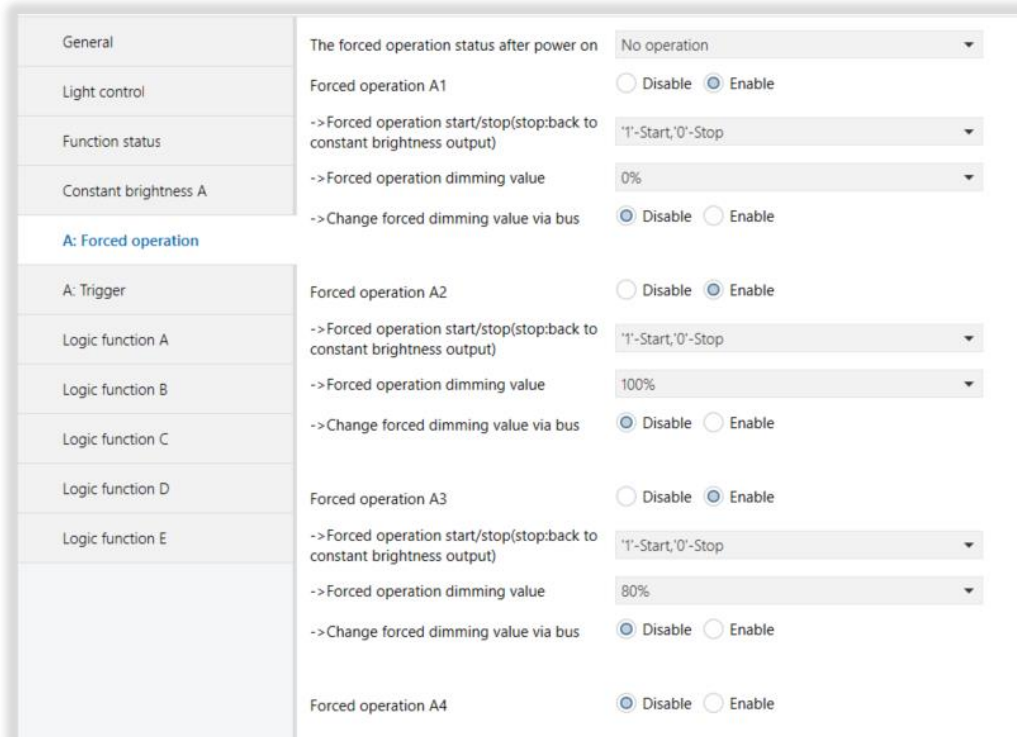 General
Light control
Function status
Constant brightness A
A: Forced operation
A: Trigger
Logic function A
Logic function B
Logic function C
Logic function D
Logic function E
The forced operation status after power on No operation
Forced operation A1 Disable Enable
->Forced operation start/stop(stop:back to
constant brightness output) '1'-Start,'0'-Stop
->Forced operation dimming value 0%
->Change forced dimming value via bus Disable Enable
Forced operation A2 Disable Enable
->Forced operation start/stop(stop:back to
constant brightness output) '1'-Start,'0'-Stop
->Forced operation dimming value 100%
->Change forced dimming value via bus Disable Enable
Forced operation A3 Disable Enable
->Forced operation start/stop(stop:back to
constant brightness output) '1'-Start,'0'-Stop
->Forced operation dimming value 80%
->Change forced dimming value via bus Disable Enable
Forced operation A4 Disable Enable